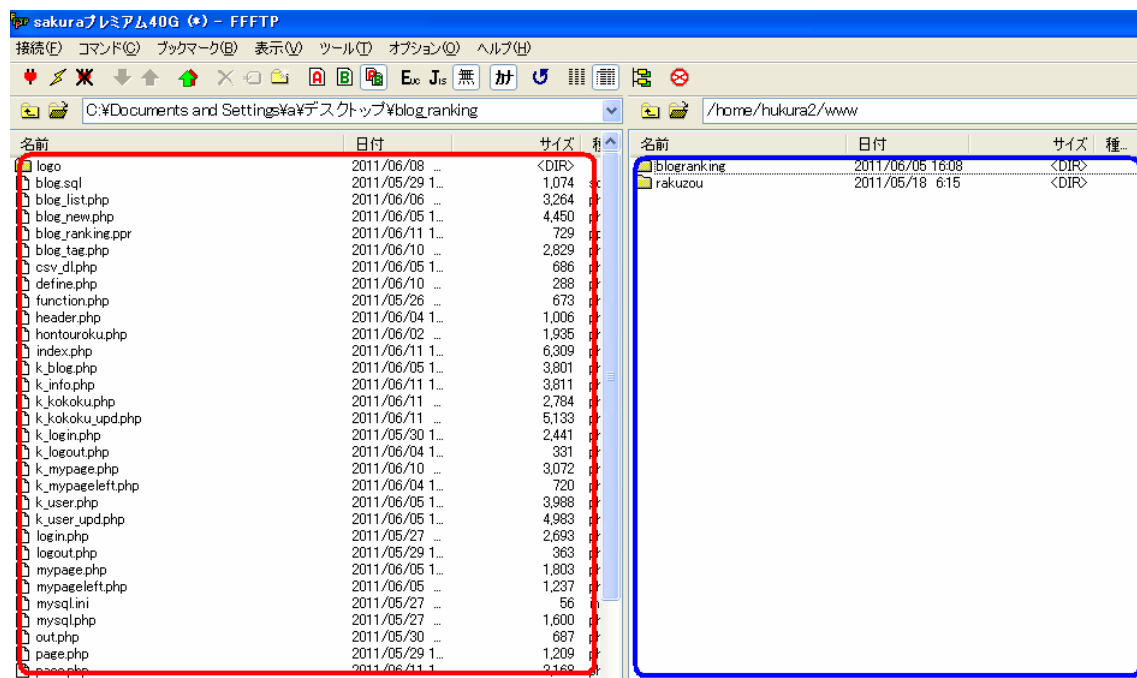 sakuraプレミアム40G (*) - FFFTP
接続(F) コマンド(C) ブックマーク(B) 表示(V) ツール(T) オプション(O) ヘルプ(H)
A B Euc Jis 無 カナ
C:¥Documents and Settings¥a¥デスクトップ¥blog_ranking /home/hukura2/www
名前 日付 サイズ 名前 日付 サイズ 種...
logo 2011/06/08 ... <DIR> blogranking 2011/06/05 16:08 <DIR>
blog.sql 2011/05/29 1... 1,074 rakuzou 2011/05/18 6:15 <DIR>
blog_list.php 2011/06/06 ... 3,264
blog_new.php 2011/06/05 1... 4,450
blog_ranking.ppr 2011/06/11 1... 729
blog_tag.php 2011/06/10 ... 2,829
csv_dl.php 2011/06/05 1... 686
define.php 2011/06/10 ... 288
function.php 2011/05/26 ... 673
header.php 2011/06/04 1... 1,006
hontouroku.php 2011/06/02 ... 1,935
index.php 2011/06/11 1... 6,309
k_blog.php 2011/06/05 1... 3,801
k_info.php 2011/06/11 1... 3,811
k_kokoku.php 2011/06/11 ... 2,784
k_kokoku_upd.php 2011/06/11 ... 5,133
k_login.php 2011/05/30 1... 2,441
k_logout.php 2011/06/04 1... 331
k_mypage.php 2011/06/10 ... 3,072
k_mypageleft.php 2011/06/04 1... 720
k_user.php 2011/06/05 1... 3,988
k_user_upd.php 2011/06/05 1... 4,983
login.php 2011/05/27 ... 2,693
logout.php 2011/05/29 1... 363
mypage.php 2011/06/05 1... 1,803
mypageleft.php 2011/06/05 ... 1,237
mysql.ini 2011/05/27 ... 56
mysql.php 2011/05/27 ... 1,600
out.php 2011/05/30 ... 687
page.php 2011/05/29 1... 1,209